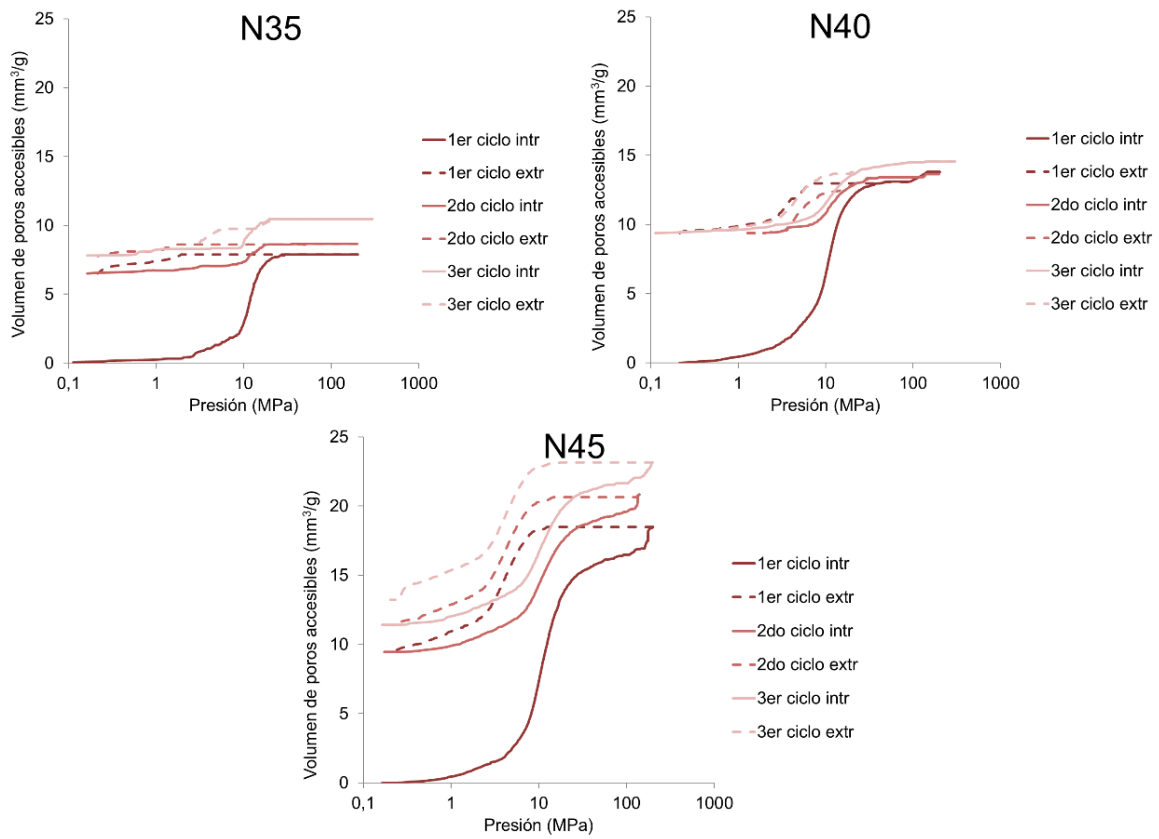 N35
Volumen de poros accesibles (mm³/g)
25
20
15
10
5
0
0,1 1 10 100 1000
Presión (MPa)
1er ciclo intr
1er ciclo extr
2do ciclo intr
2do ciclo extr
3er ciclo intr
3er ciclo extr
N40
Volumen de poros accesibles (mm³/g)
25
20
15
10
5
0
0,1 1 10 100 1000
Presión (MPa)
1er ciclo intr
1er ciclo extr
2do ciclo intr
2do ciclo extr
3er ciclo intr
3er ciclo extr
N45
Volumen de poros accesibles (mm³/g)
25
20
15
10
5
0
0,1 1 10 100 1000
Presión (MPa)
1er ciclo intr
1er ciclo extr
2do ciclo intr
2do ciclo extr
3er ciclo intr
3er ciclo extr